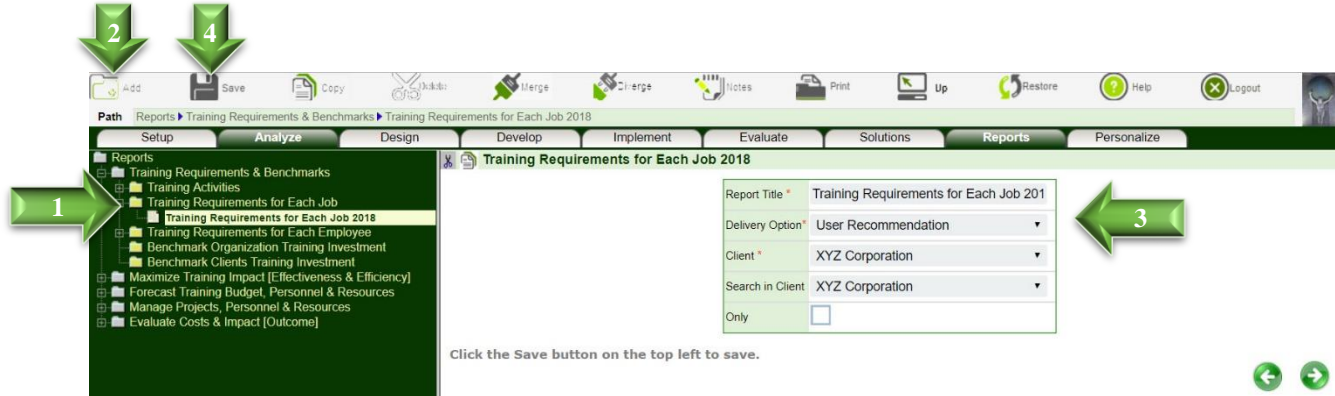 2 4
Add Save Copy Delete Merge Diverge Notes Print Up Restore Help Logout
Path Reports Training Requirements & Benchmarks Training Requirements for Each Job 2018
Setup Analyze Design Develop Implement Evaluate Solutions Reports Personalize
Reports
Training Requirements & Benchmarks
Training Activities
1
Training Requirements for Each Job
Training Requirements for Each Job 2018
Training Requirements for Each Employee
Benchmark Organization Training Investment
Benchmark Clients Training Investment
Maximize Training Impact [Effectiveness & Efficiency]
Forecast Training Budget, Personnel & Resources
Manage Projects, Personnel & Resources
Evaluate Costs & Impact [Outcome]
Training Requirements for Each Job 2018
Report Title * Training Requirements for Each Job 201
Delivery Option* User Recommendation
3
Client * XYZ Corporation
Search in Client XYZ Corporation
Only
Click the Save button on the top left to save.